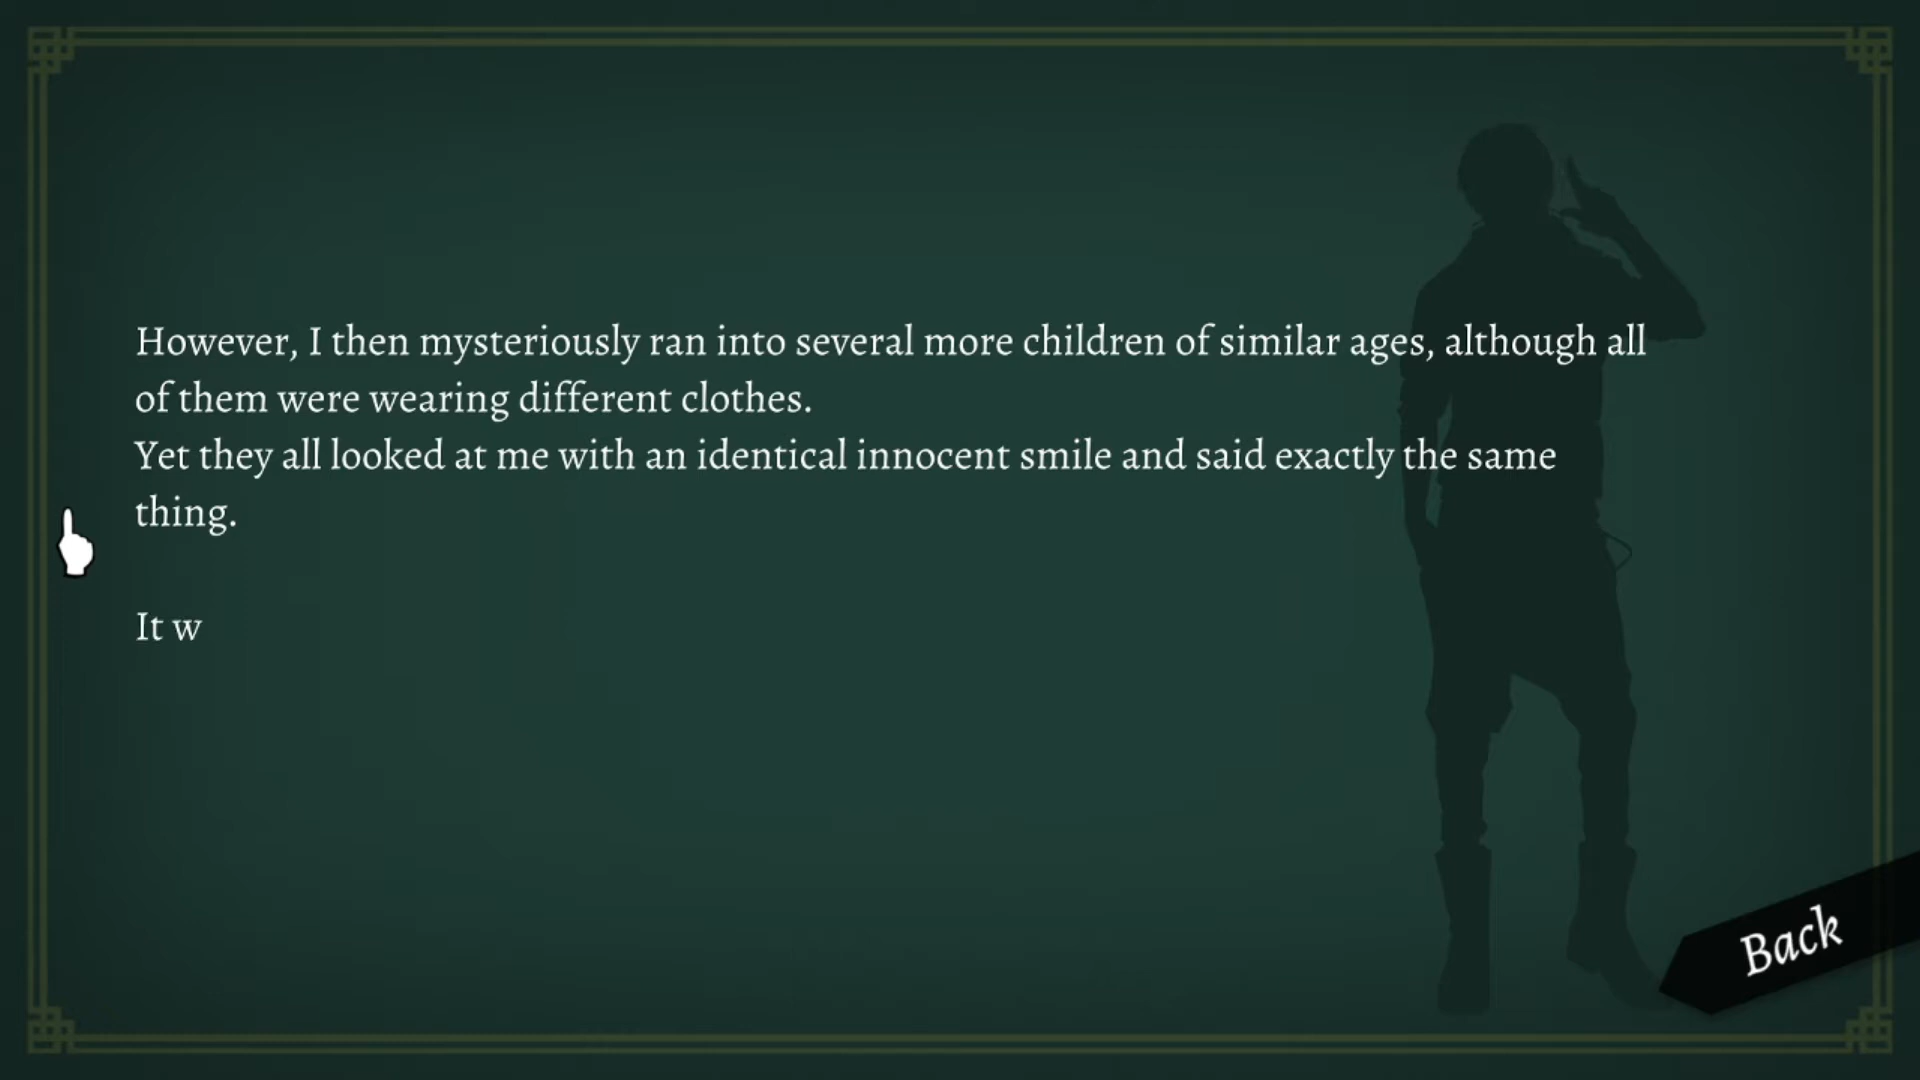 However, I then mysteriously ran into several more children of similar ages, although all
of them were wearing different clothes.
Yet they all looked at me with an identical innocent smile and said exactly the same
thing.
It w
Back